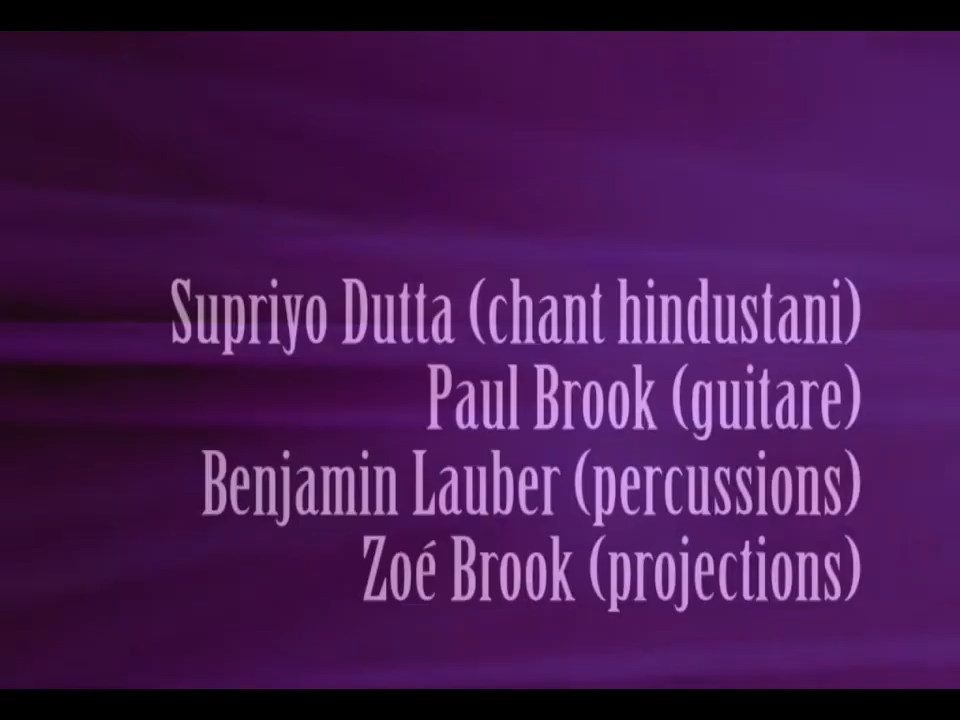 Supriyo Dutta (chant hindustani)
Paul Brook (guitare)
Benjamin Lauber (percussions)
Zoé Brook (projections)